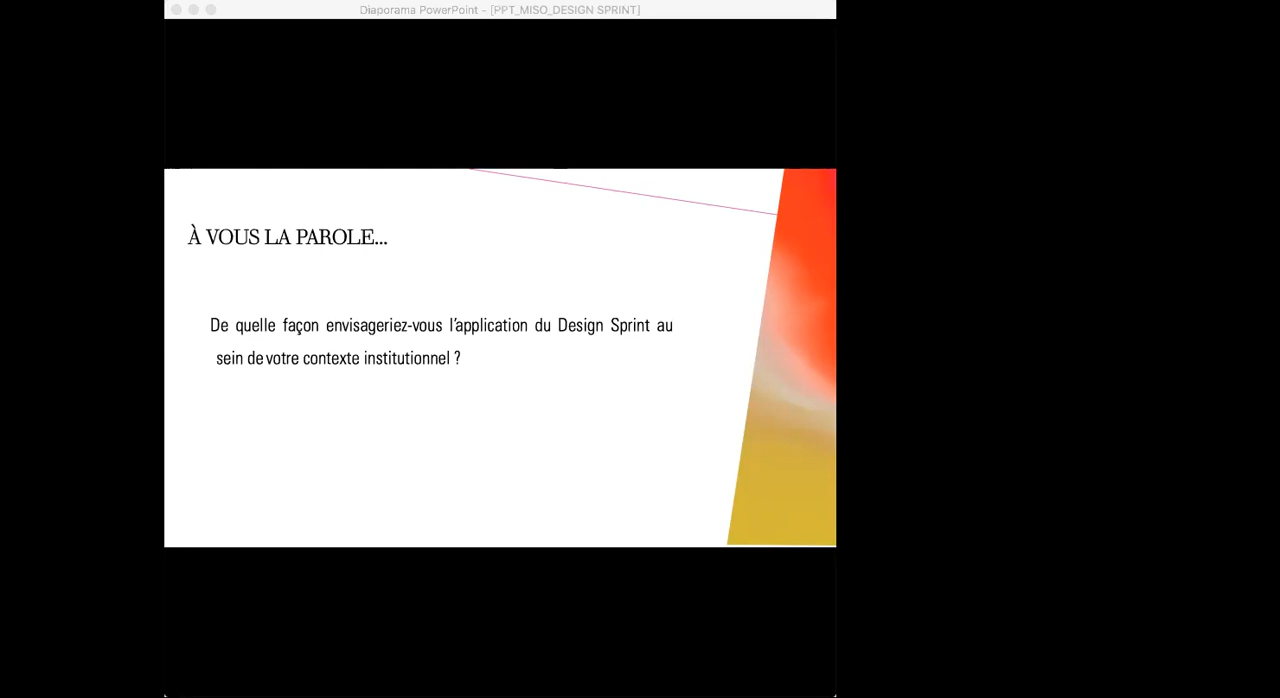 Diaporama PowerPoint - [PPT_MISO_DESIGN SPRINT]
À VOUS LA PAROLE...
De quelle façon envisageriez-vous l'application du Design Sprint au
sein de votre contexte institutionnel ?